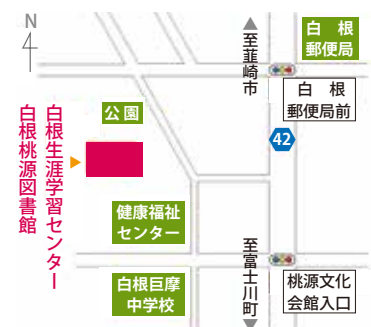 N
至韮崎市
白根
郵便局
白根
郵便局前
公園
42
白根生涯学習センター
白根桃源図書館
健康福祉
センター
至富士川町
白根巨摩
中学校
桃源文化
会館入口